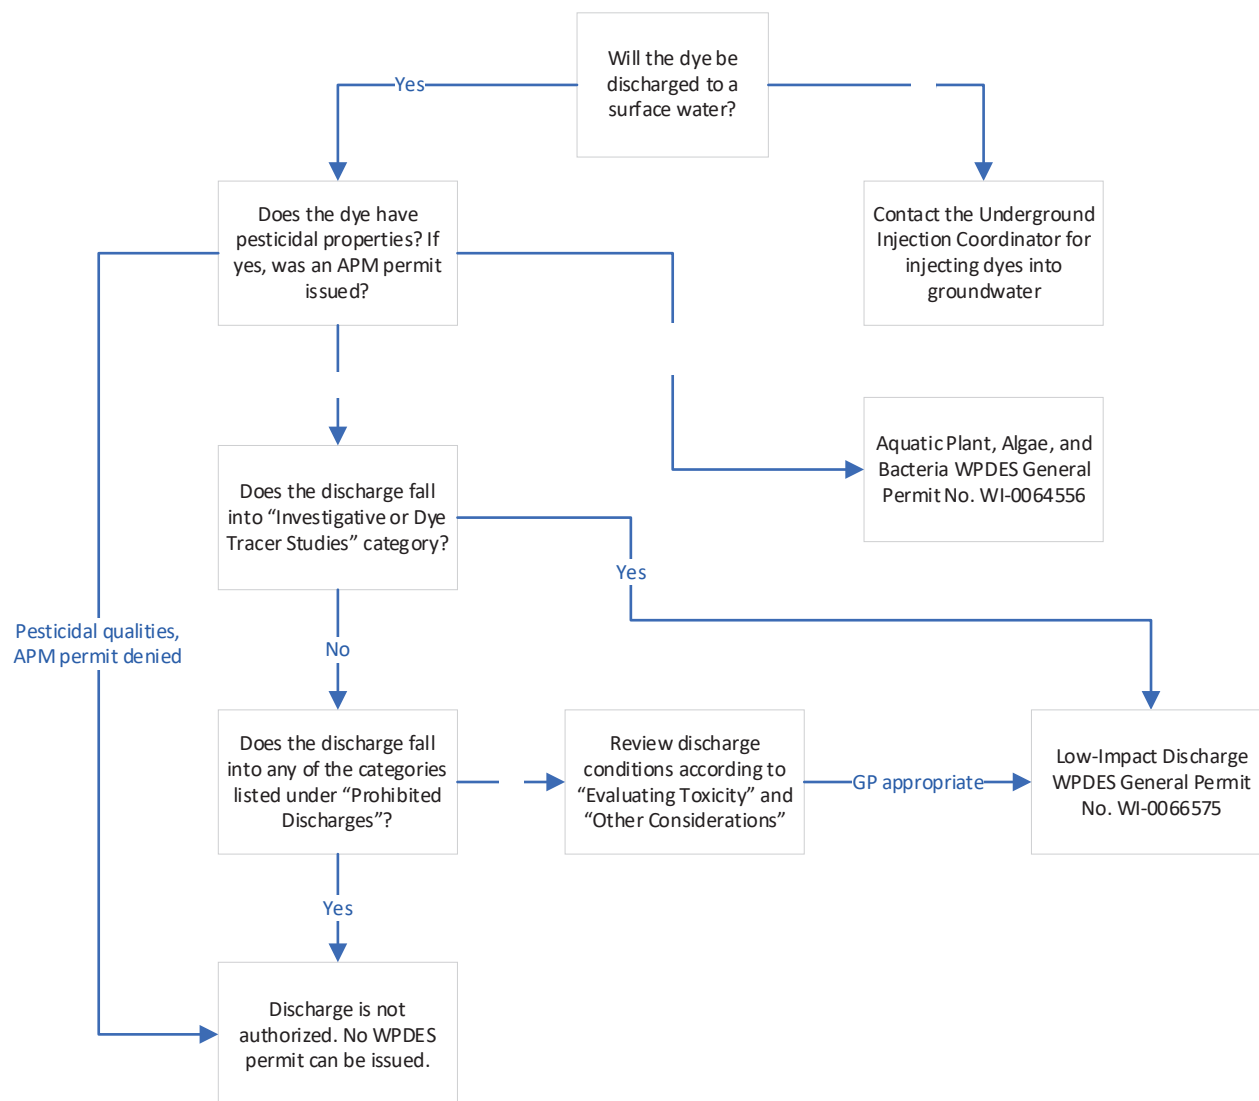 Will the dye be
discharged to a
surface water?
Yes
Does the dye have
pesticidal properties? If
yes, was an APM permit
issued?
Contact the Underground
Injection Coordinator for
injecting dyes into
groundwater
Aquatic Plant, Algae, and
Bacteria WPDES General
Permit No. WI-0064556
Does the discharge fall
into “Investigative or Dye
Tracer Studies” category?
Yes
Pesticidal qualities,
APM permit denied
No
Does the discharge fall
into any of the categories
listed under “Prohibited
Discharges”?
Review discharge
conditions according to
“Evaluating Toxicity” and
“Other Considerations”
GP appropriate
Low-Impact Discharge
WPDES General Permit
No. WI-0066575
Yes
Discharge is not
authorized. No WPDES
permit can be issued.